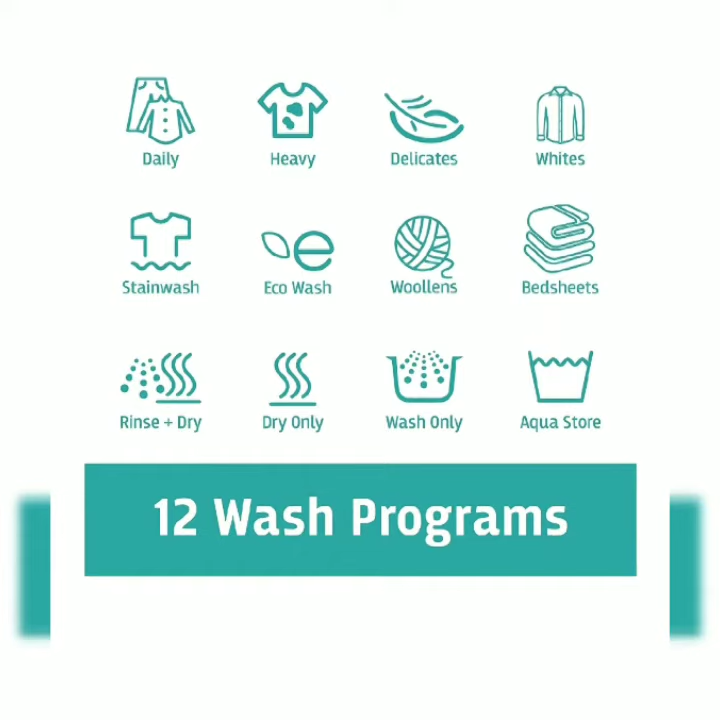 Daily Heavy Delicates Whites
Stainwash Eco Wash Woollens Bedsheets
Rinse + Dry Dry Only Wash Only Aqua Store
12 Wash Programs